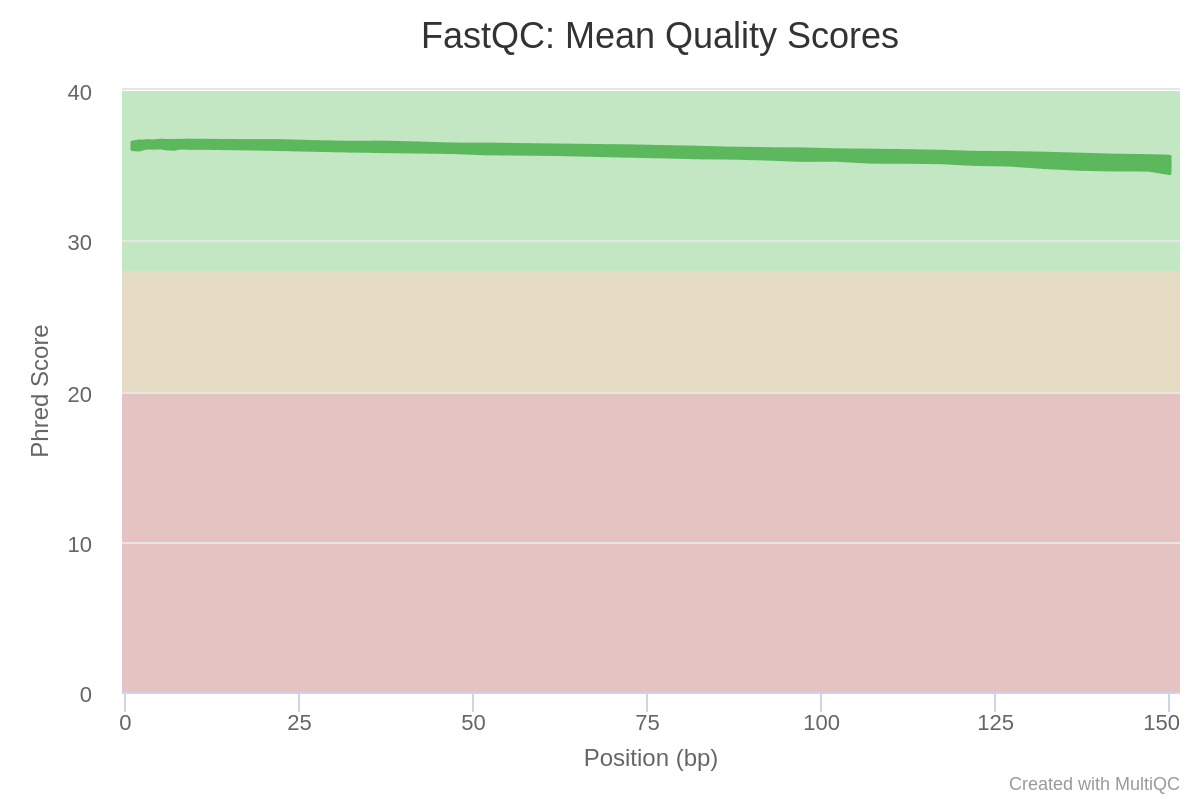 FastQC: Mean Quality Scores
40
30
20
10
0
Phred Score
0 25 50 75 100 125 150
Position (bp)
Created with MultiQC